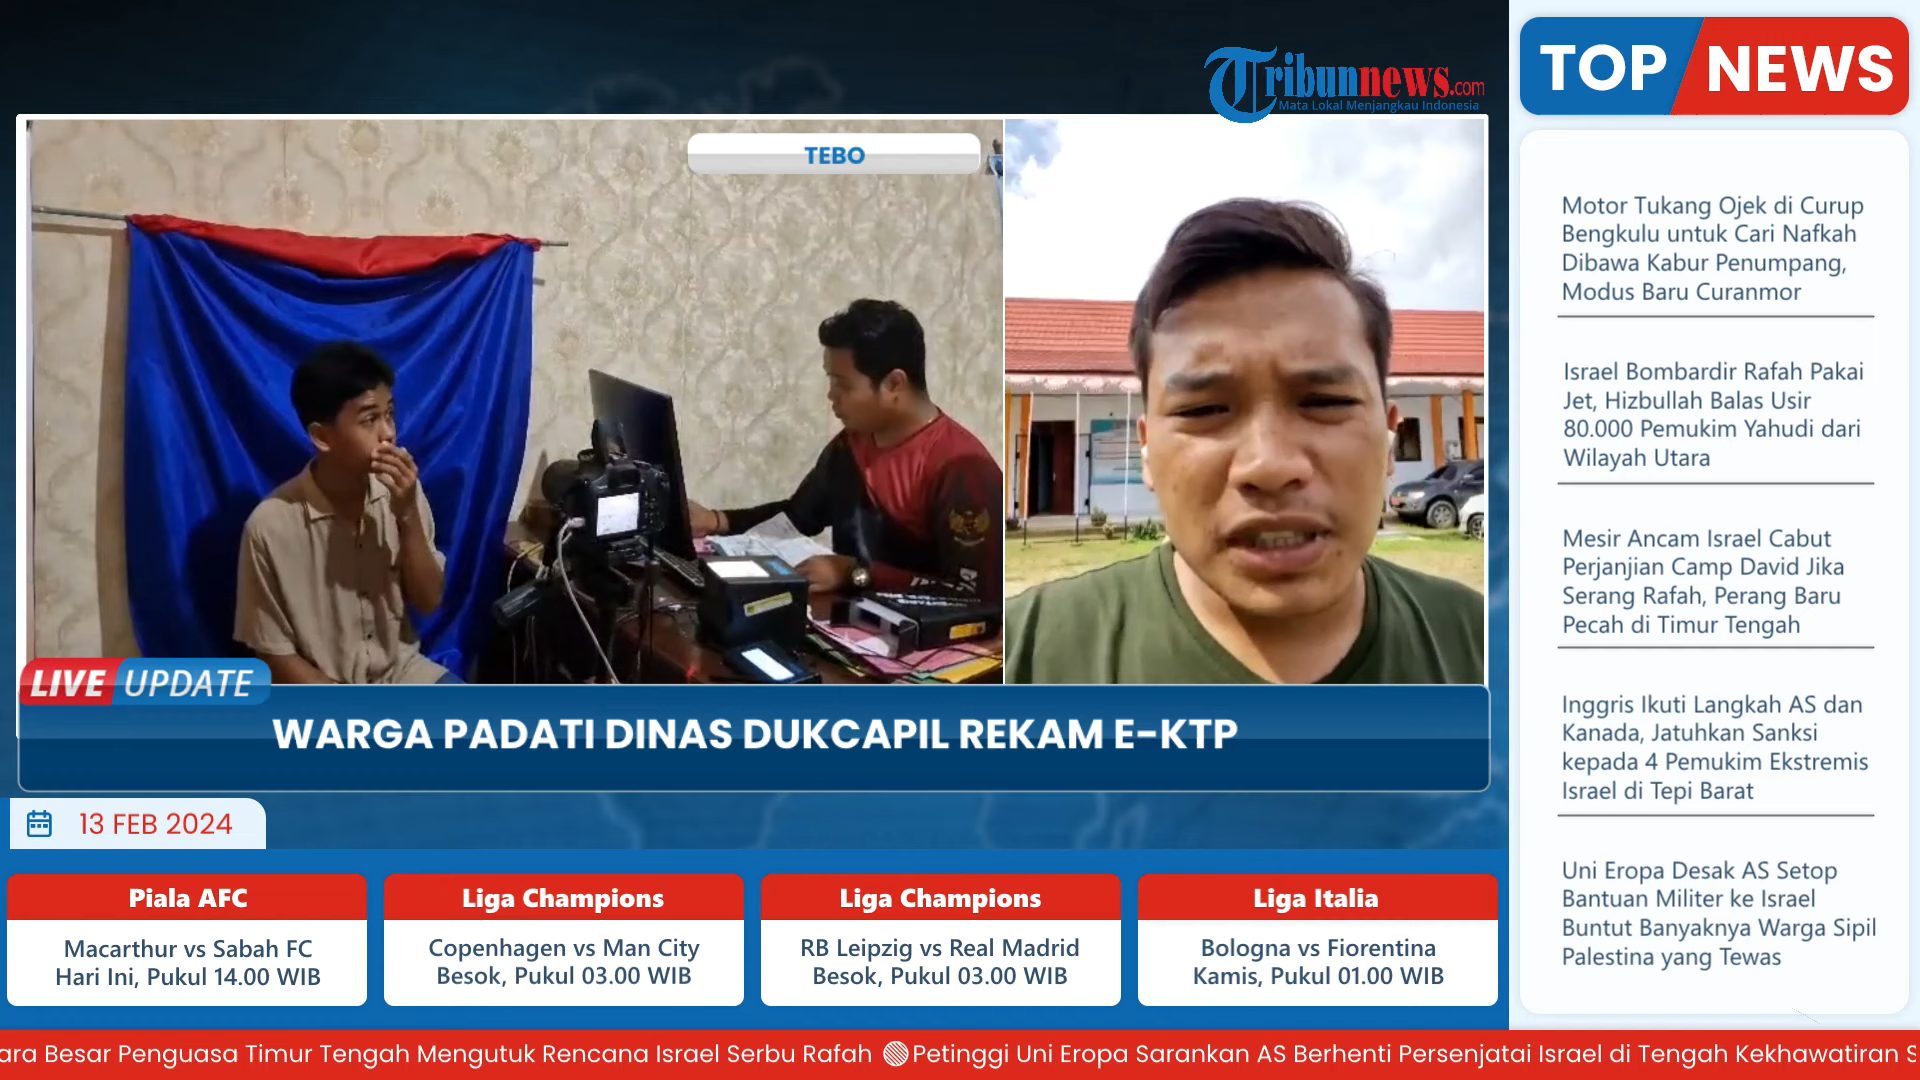 Tribunnews.com
Mata Lokal Menjangkau Indonesia
TEBO
LIVE UPDATE
WARGA PADATI DINAS DUKCAPIL REKAM E-KTP
13 FEB 2024
Piala AFC
Macarthur vs Sabah FC
Hari Ini, Pukul 14.00 WIB
Liga Champions
Copenhagen vs Man City
Besok, Pukul 03.00 WIB
Liga Champions
RB Leipzig vs Real Madrid
Besok, Pukul 03.00 WIB
Liga Italia
Bologna vs Fiorentina
Kamis, Pukul 01.00 WIB
TOP NEWS
Motor Tukang Ojek di Curup
Bengkulu untuk Cari Nafkah
Dibawa Kabur Penumpang,
Modus Baru Curanmor
Israel Bombardir Rafah Pakai
Jet, Hizbullah Balas Usir
80.000 Pemukim Yahudi dari
Wilayah Utara
Mesir Ancam Israel Cabut
Perjanjian Camp David Jika
Serang Rafah, Perang Baru
Pecah di Timur Tengah
Inggris Ikuti Langkah AS dan
Kanada, Jatuhkan Sanksi
kepada 4 Pemukim Ekstremis
Israel di Tepi Barat
Uni Eropa Desak AS Setop
Bantuan Militer ke Israel
Buntut Banyaknya Warga Sipil
Palestina yang Tewas
ara Besar Penguasa Timur Tengah Mengutuk Rencana Israel Serbu Rafah Petinggi Uni Eropa Sarankan AS Berhenti Persenjatai Israel di Tengah Kekhawatiran S